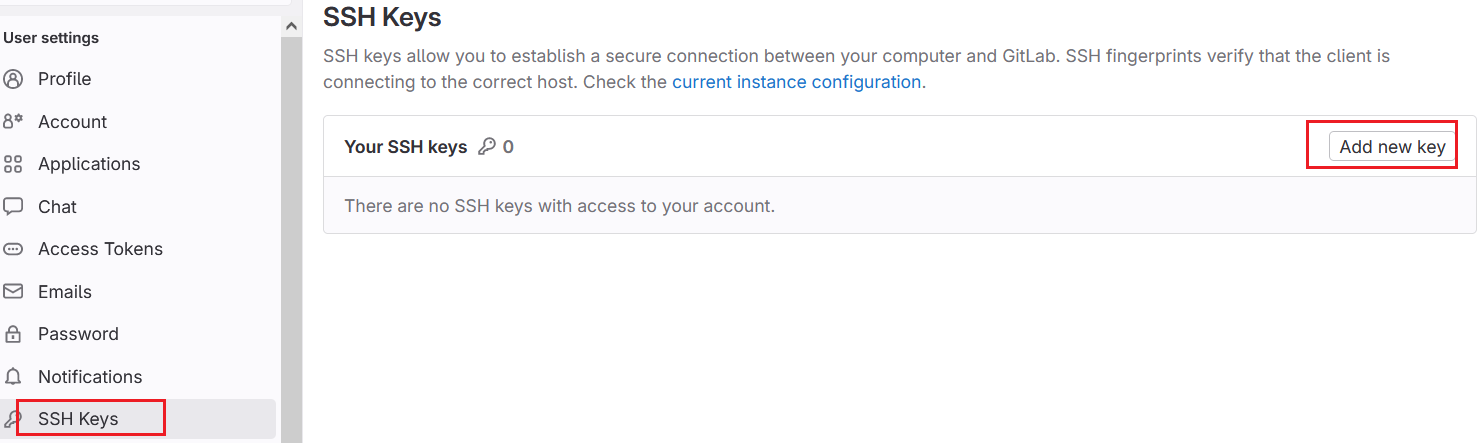 User settings
Profile
Account
Applications
Chat
Access Tokens
Emails
Password
Notifications
SSH Keys
SSH Keys
SSH keys allow you to establish a secure connection between your computer and GitLab. SSH fingerprints verify that the client is
connecting to the correct host. Check the current instance configuration.
Your SSH keys 0
Add new key
There are no SSH keys with access to your account.